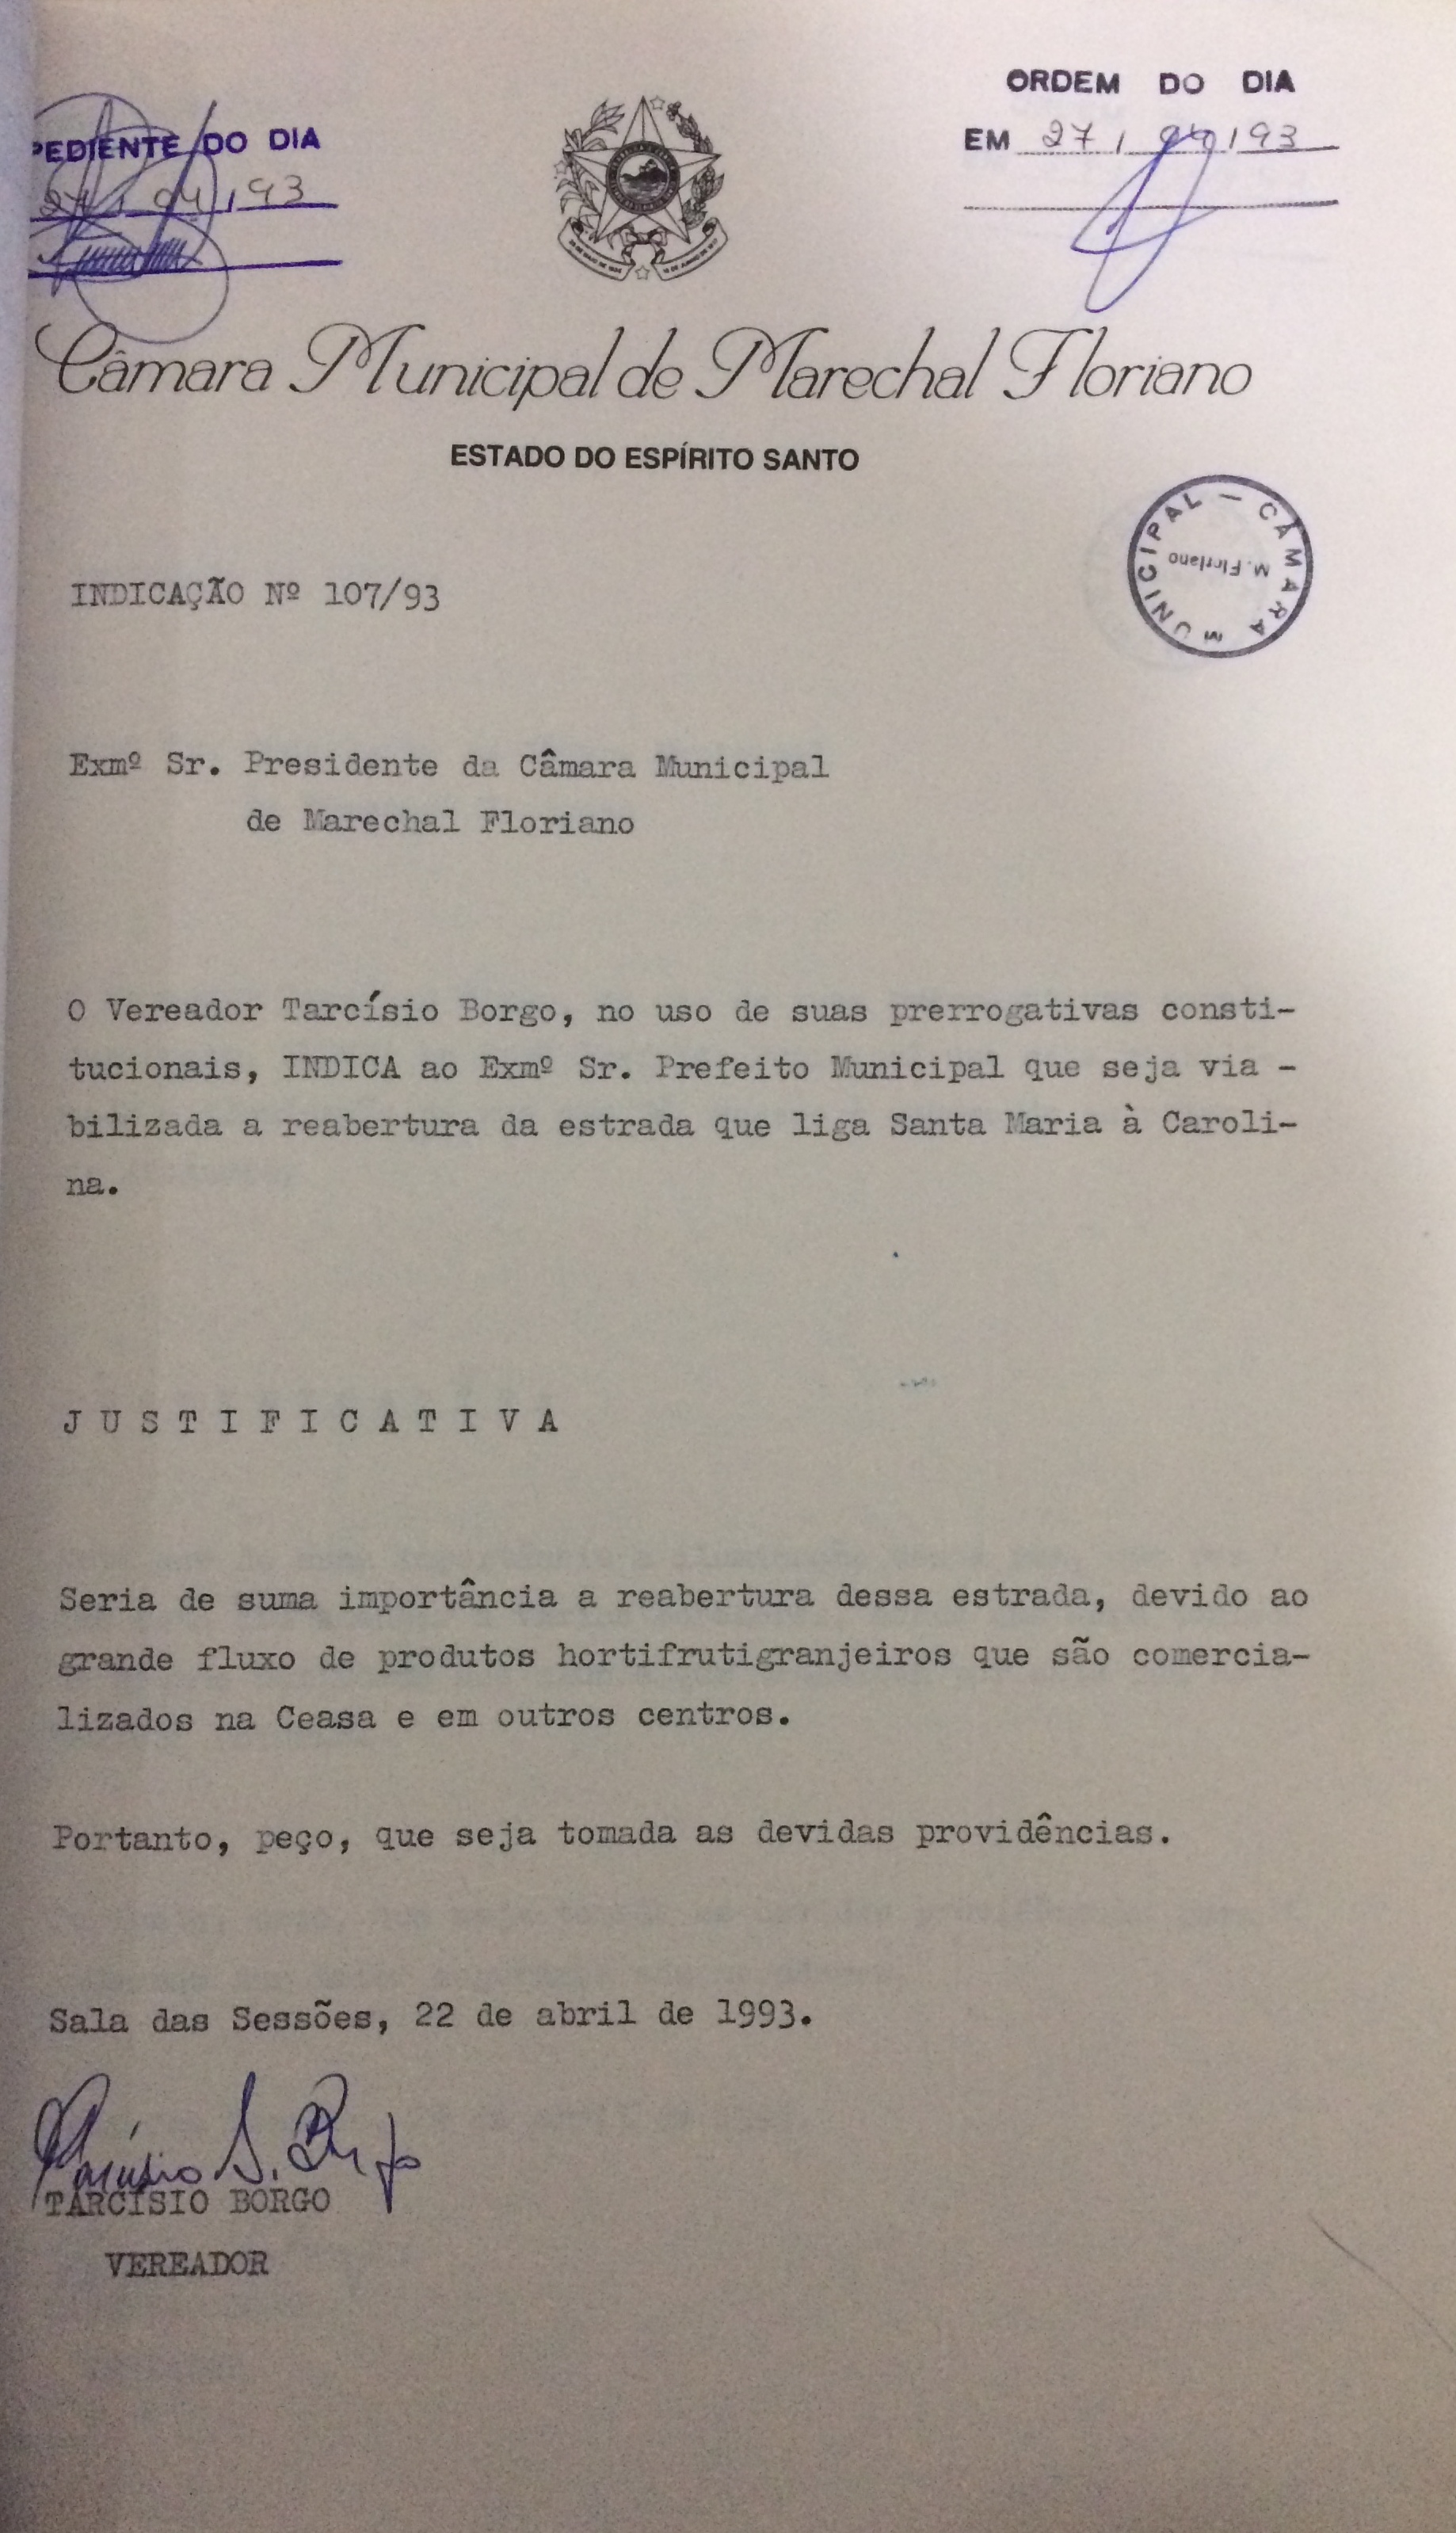 PEDIENTE DO DIA
27/04/93
ORDEM DO DIA
EM 27/04/93
Câmara Municipal de Marechal Floriano
ESTADO DO ESPÍRITO SANTO
CÂMARA MUNICIPAL —
M. Floriano
INDICAÇÃO Nº 107/93
Exmº Sr. Presidente da Câmara Municipal
de Marechal Floriano
O Vereador Tarcísio Borgo, no uso de suas prerrogativas consti-
tucionais, INDICA ao Exmº Sr. Prefeito Municipal que seja via -
bilizada a reabertura da estrada que liga Santa Maria à Caroli-
na.
J U S T I F I C A T I V A
Seria de suma importância a reabertura dessa estrada, devido ao
grande fluxo de produtos hortifrutigranjeiros que são comercia-
lizados na Ceasa e em outros centros.
Portanto, peço, que seja tomada as devidas providências.
Sala das Sessões, 22 de abril de 1993.
Tarcísio S. Borgo
TARCÍSIO BORGO
VEREADOR